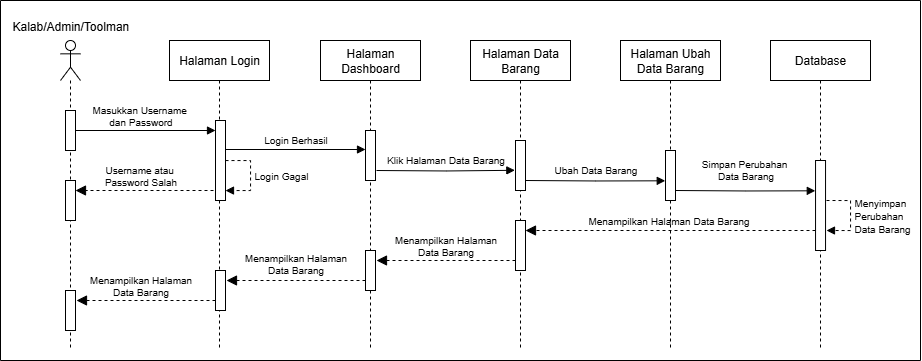 Kalab/Admin/Toolman
Halaman Login
Halaman
Dashboard
Halaman Data
Barang
Halaman Ubah
Data Barang
Database
Masukkan Username
dan Password
Login Berhasil
Klik Halaman Data Barang
Ubah Data Barang
Simpan Perubahan
Data Barang
Username atau
Password Salah
Login Gagal
Menyimpan
Perubahan
Data Barang
Menampilkan Halaman Data Barang
Menampilkan Halaman
Data Barang
Menampilkan Halaman
Data Barang
Menampilkan Halaman
Data Barang